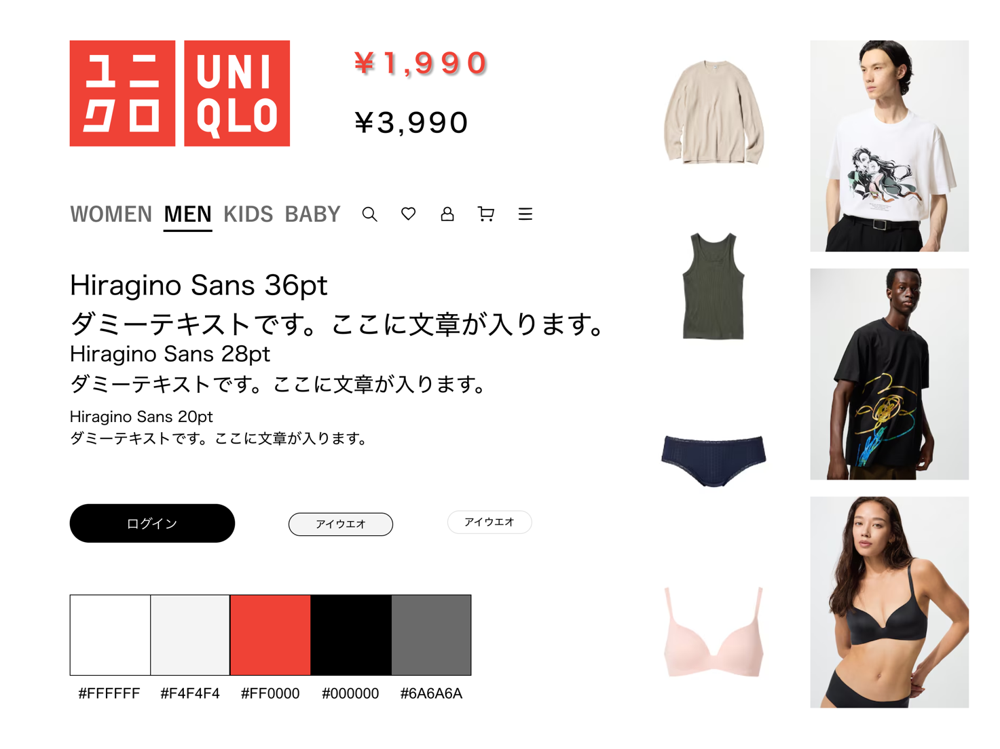 ユニ
クロ
UNI
QLO
¥1,990
¥3,990
WOMEN MEN KIDS BABY
Hiragino Sans 36pt
ダミーテキストです。ここに文章が入ります。
Hiragino Sans 28pt
ダミーテキストです。ここに文章が入ります。
Hiragino Sans 20pt
ダミーテキストです。ここに文章が入ります。
ログイン
アイウエオ
アイウエオ
#FFFFFF #F4F4F4 #FF0000 #000000 #6A6A6A